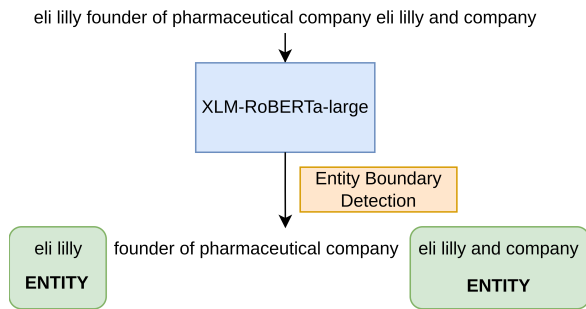 eli lilly founder of pharmaceutical company eli lilly and company
XLM-RoBERTa-large
Entity Boundary
Detection
eli lilly founder of pharmaceutical company eli lilly and company
ENTITY ENTITY